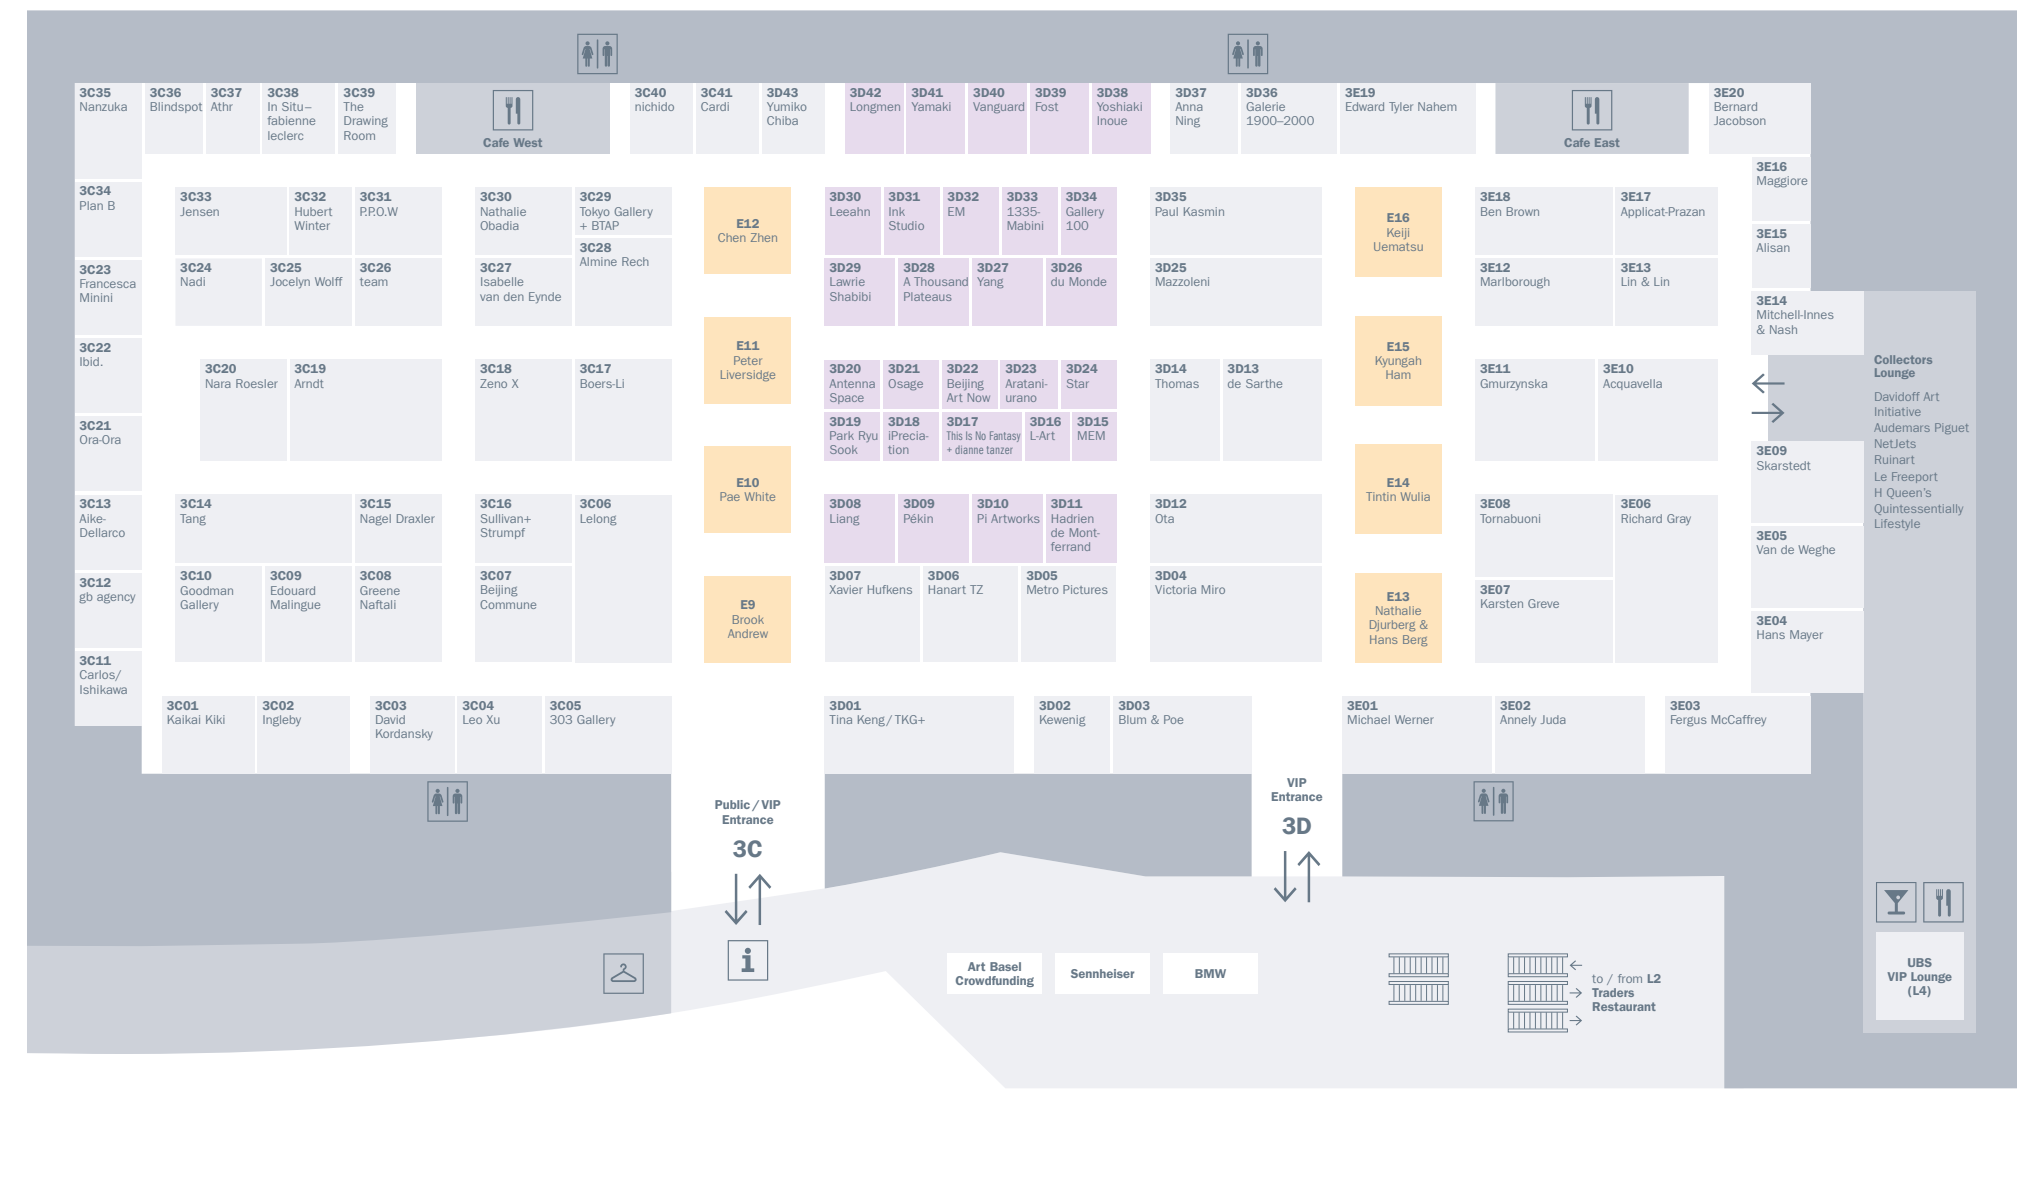 3C35
Nanzuka
3C36
Blindspot
3C37
Athr
3C38
In Situ–
fabienne
leclerc
3C39
The
Drawing
Room
Cafe West
3C40
nichido
3C41
Cardi
3D43
Yumiko
Chiba
3D42
Longmen
3D41
Yamaki
3D40
Vanguard
3D39
Fost
3D38
Yoshiaki
Inoue
3D37
Anna
Ning
3D36
Galerie
1900–2000
3E19
Edward Tyler Nahem
Cafe East
3E20
Bernard
Jacobson
3E16
Maggiore
3C34
Plan B
3C33
Jensen
3C32
Hubert
Winter
3C31
P.P.O.W
3C30
Nathalie
Obadia
3C29
Tokyo Gallery
+ BTAP
3C28
Almine Rech
E12
Chen Zhen
3D30
Leeahn
3D31
Ink
Studio
3D32
EM
3D33
1335-
Mabini
3D34
Gallery
100
3D35
Paul Kasmin
E16
Keiji
Uematsu
3E18
Ben Brown
3E17
Applicat-Prazan
3E15
Alisan
3C23
Francesca
Minini
3C24
Nadi
3C25
Jocelyn Wolff
3C26
team
3C27
Isabelle
van den Eynde
3D29
Lawrie
Shabibi
3D28
A Thousand
Plateaus
3D27
Yang
3D26
du Monde
3D25
Mazzoleni
3E12
Marlborough
3E13
Lin & Lin
3E14
Mitchell-Innes
& Nash
3C22
Ibid.
E11
Peter
Liversidge
E15
Kyungah
Ham
Collectors
Lounge
Davidoff Art
Initiative
Audemars Piguet
NetJets
Ruinart
Le Freeport
H Queen's
Quintessentially
Lifestyle
3C20
Nara Roesler
3C19
Arndt
3C18
Zeno X
3C17
Boers-Li
3D20
Antenna
Space
3D21
Osage
3D22
Beijing
Art Now
3D23
Aratani-
urano
3D24
Star
3D14
Thomas
3D13
de Sarthe
3E11
Gmurzynska
3E10
Acquavella
3C21
Ora-Ora
3D19
Park Ryu
Sook
3D18
iPrecia-
tion
3D17
This Is No Fantasy
+ dianne tanzer
3D16
L-Art
3D15
MEM
3E09
Skarstedt
E10
Pae White
E14
Tintin Wulia
3C13
Aike-
Dellarco
3C14
Tang
3C15
Nagel Draxler
3C16
Sullivan+
Strumpf
3C06
Lelong
3D08
Liang
3D09
Pékin
3D10
Pi Artworks
3D11
Hadrien
de Mont-
ferrand
3D12
Ota
3E08
Tornabuoni
3E06
Richard Gray
3E05
Van de Weghe
3C12
gb agency
3C10
Goodman
Gallery
3C09
Edouard
Malingue
3C08
Greene
Naftali
3C07
Beijing
Commune
E9
Brook
Andrew
3D07
Xavier Hufkens
3D06
Hanart TZ
3D05
Metro Pictures
3D04
Victoria Miro
E13
Nathalie
Djurberg &
Hans Berg
3E07
Karsten Greve
3E04
Hans Mayer
3C11
Carlos/
Ishikawa
3C01
Kaikai Kiki
3C02
Ingleby
3C03
David
Kordansky
3C04
Leo Xu
3C05
303 Gallery
3D01
Tina Keng / TKG+
3D02
Kewenig
3D03
Blum & Poe
3E01
Michael Werner
3E02
Annely Juda
3E03
Fergus McCaffrey
Public / VIP
Entrance
3C
VIP
Entrance
3D
i
Art Basel
Crowdfunding
Sennheiser
BMW
to / from L2
Traders
Restaurant
UBS
VIP Lounge
(L4)